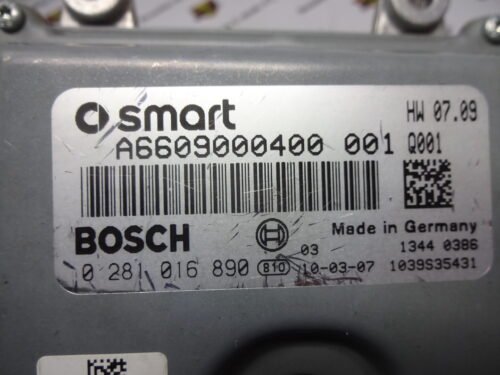 smart HW 07.09
A6609000400 001 Q001
BOSCH Made in Germany
03 1344 0386
0 281 016 890 B10 10-03-07 1039S35431